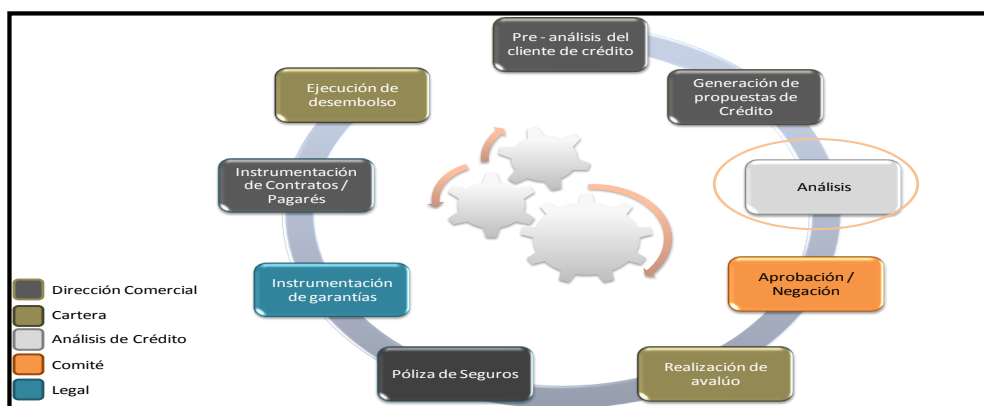 Pre - análisis del
cliente de crédito
Generación de
propuestas de
Crédito
Análisis
Aprobación /
Negación
Realización de
avalúo
Póliza de Seguros
Instrumentación
de garantías
Instrumentación
de Contratos /
Pagarés
Ejecución de
desembolso
Dirección Comercial
Cartera
Análisis de Crédito
Comité
Legal